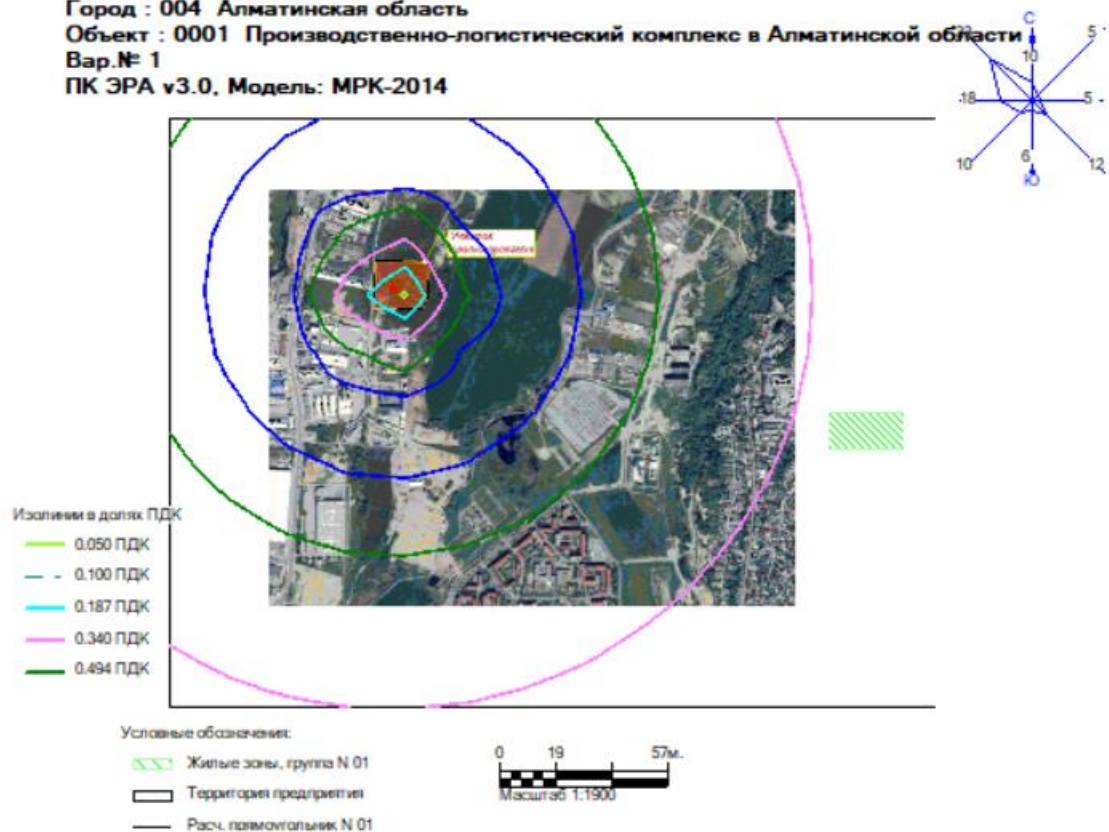 Город : 004 Алматинская область
Объект : 0001 Производственно-логистический комплекс в Алматинской области
Вар.№ 1
ПК ЭРА v3.0, Модель: МРК-2014
С
5
10
18
5
10
6
12
Ю
Изолинии в долях ПДК
0.050 ПДК
0.100 ПДК
0.187 ПДК
0.340 ПДК
0.494 ПДК
Условные обозначения:
Жилые зоны, группа N 01
Территория предприятия
Расч. прямоугольник N 01
0 19 57м.
Масштаб 1:1900